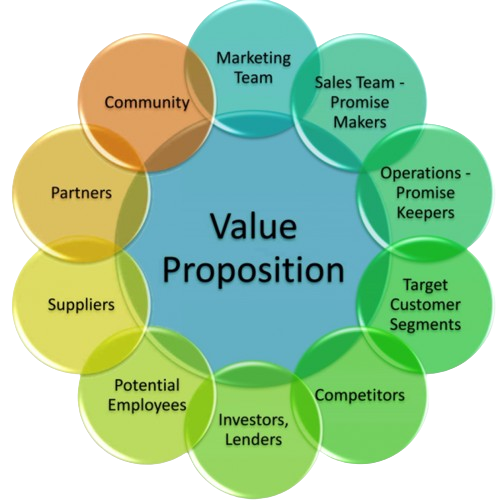 Marketing
Team
Sales Team -
Promise
Makers
Operations -
Promise
Keepers
Target
Customer
Segments
Competitors
Investors,
Lenders
Potential
Employees
Suppliers
Partners
Community
Value
Proposition